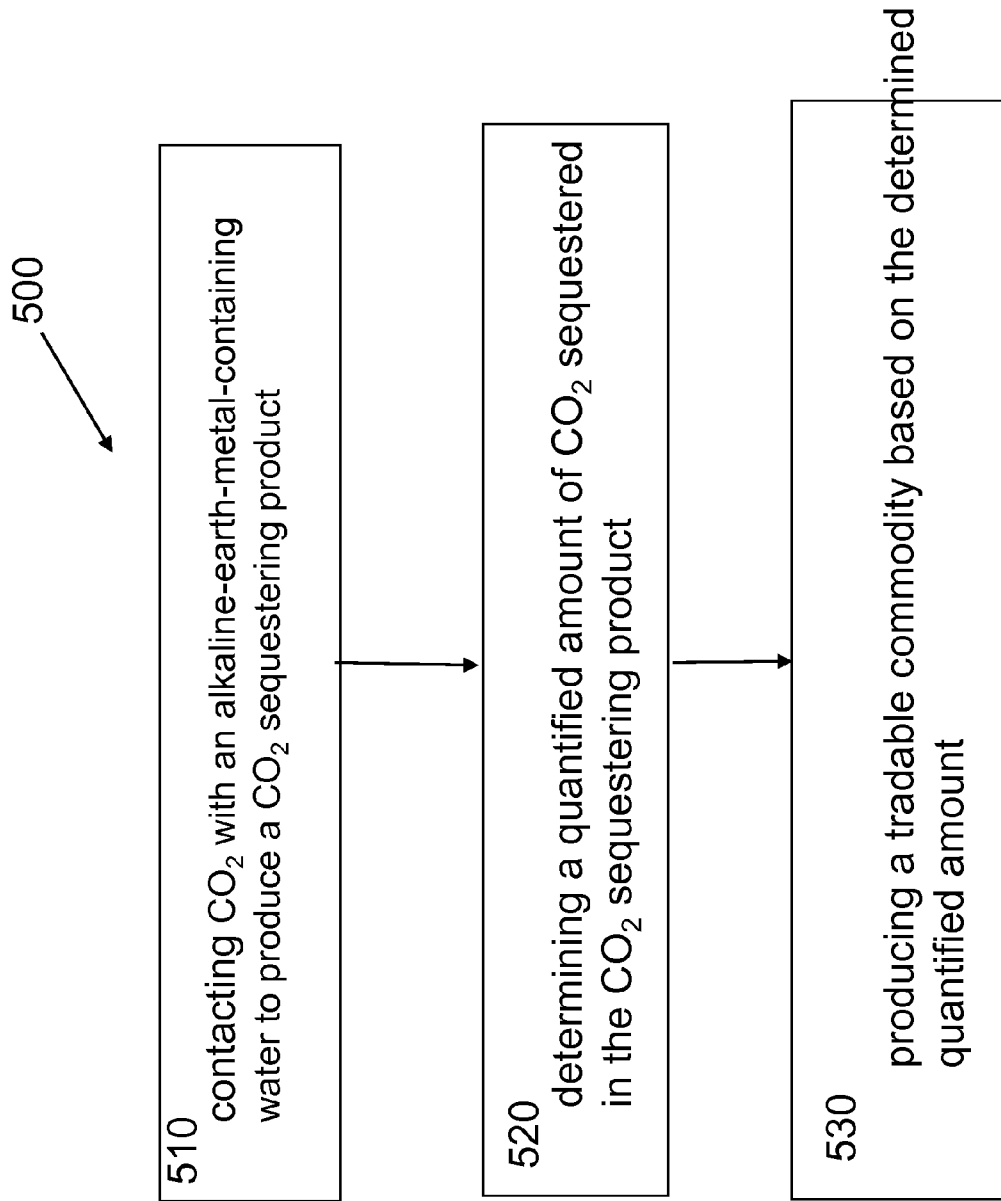 500
510
contacting CO₂ with an alkaline-earth-metal-containing
water to produce a CO₂ sequestering product
520
determining a quantified amount of CO₂ sequestered
in the CO₂ sequestering product
530
producing a tradable commodity based on the determined
quantified amount